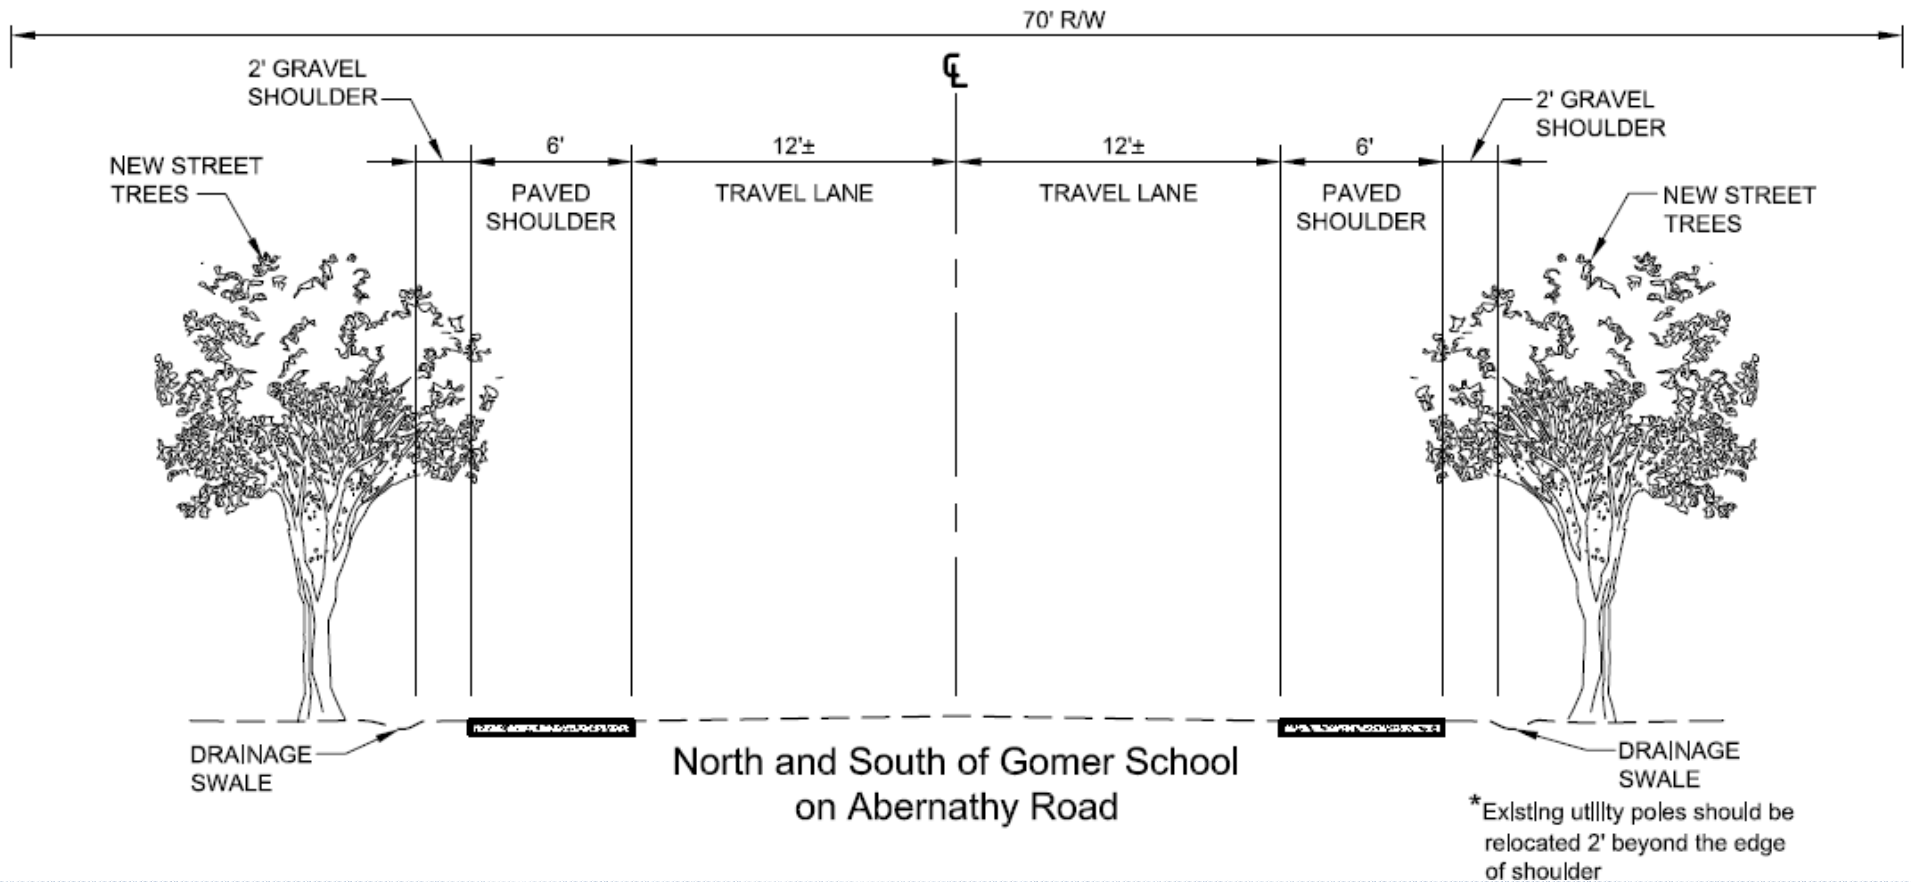 70' R/W
℄
2' GRAVEL
SHOULDER
2' GRAVEL
SHOULDER
6'
12'±
12'±
6'
NEW STREET
TREES
PAVED
SHOULDER
TRAVEL LANE
TRAVEL LANE
PAVED
SHOULDER
NEW STREET
TREES
DRAINAGE
SWALE
North and South of Gomer School
on Abernathy Road
DRAINAGE
SWALE
*Existing utility poles should be
relocated 2' beyond the edge
of shoulder